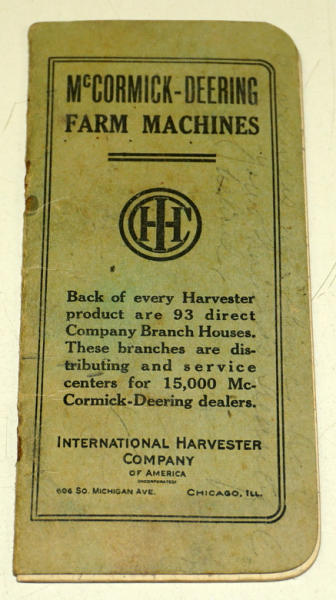 McCORMICK-DEERING
FARM MACHINES
IHC
Back of every Harvester
product are 93 direct
Company Branch Houses.
These branches are dis-
tributing and service
centers for 15,000 Mc-
Cormick-Deering dealers.
INTERNATIONAL HARVESTER
COMPANY
OF AMERICA
(INCORPORATED)
606 SO. MICHIGAN AVE. CHICAGO, ILL.